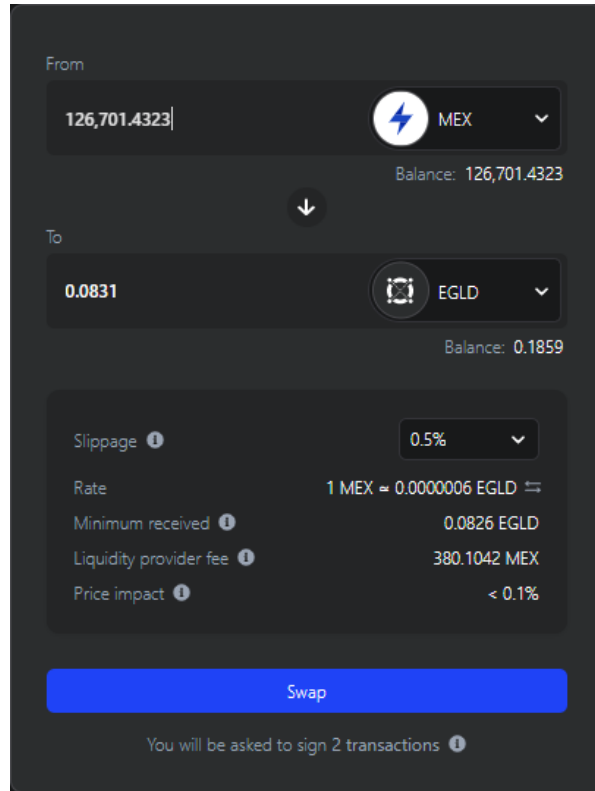 From
126,701.4323 MEX
Balance: 126,701.4323
To
0.0831 EGLD
Balance: 0.1859
Slippage 0.5%
Rate 1 MEX ≃ 0.0000006 EGLD
Minimum received 0.0826 EGLD
Liquidity provider fee 380.1042 MEX
Price impact < 0.1%
Swap
You will be asked to sign 2 transactions